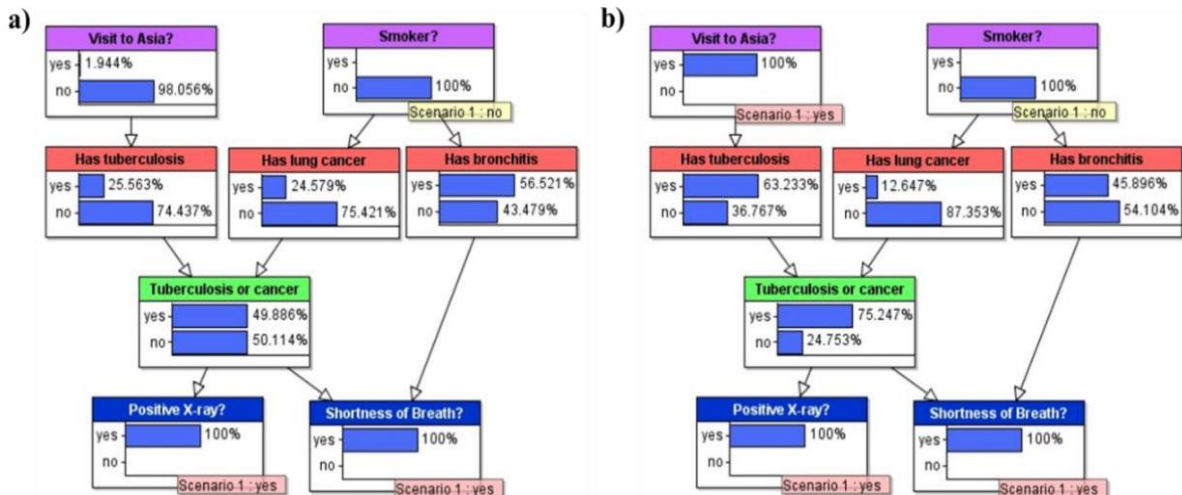 a)
Visit to Asia?
yes 1.944%
no 98.056%
Smoker?
yes
no 100%
Scenario 1 : no
Has tuberculosis
yes 25.563%
no 74.437%
Has lung cancer
yes 24.579%
no 75.421%
Has bronchitis
yes 56.521%
no 43.479%
Tuberculosis or cancer
yes 49.886%
no 50.114%
Positive X-ray?
yes 100%
no
Scenario 1 : yes
Shortness of Breath?
yes 100%
no
Scenario 1 : yes
b)
Visit to Asia?
yes 100%
no
Scenario 1 : yes
Smoker?
yes
no 100%
Scenario 1 : no
Has tuberculosis
yes 63.233%
no 36.767%
Has lung cancer
yes 12.647%
no 87.353%
Has bronchitis
yes 45.896%
no 54.104%
Tuberculosis or cancer
yes 75.247%
no 24.753%
Positive X-ray?
yes 100%
no
Scenario 1 : yes
Shortness of Breath?
yes 100%
no
Scenario 1 : yes